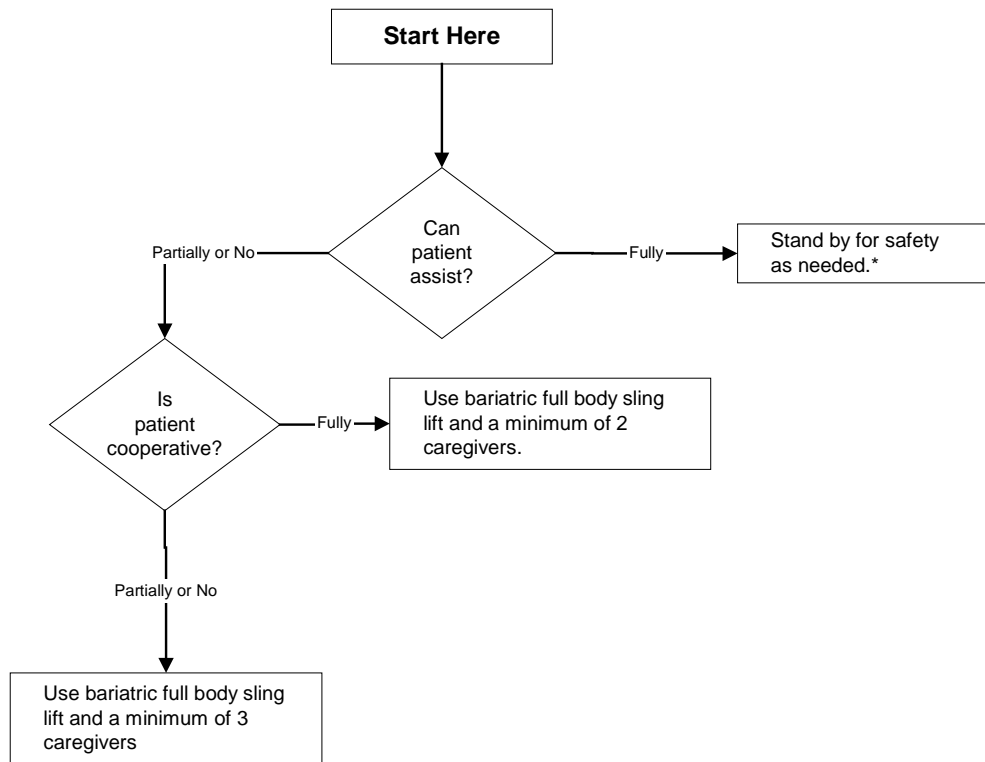 Start Here
Can
patient
assist?
Partially or No
Fully
Stand by for safety
as needed.*
Is
patient
cooperative?
Fully
Use bariatric full body sling
lift and a minimum of 2
caregivers.
Partially or No
Use bariatric full body sling
lift and a minimum of 3
caregivers